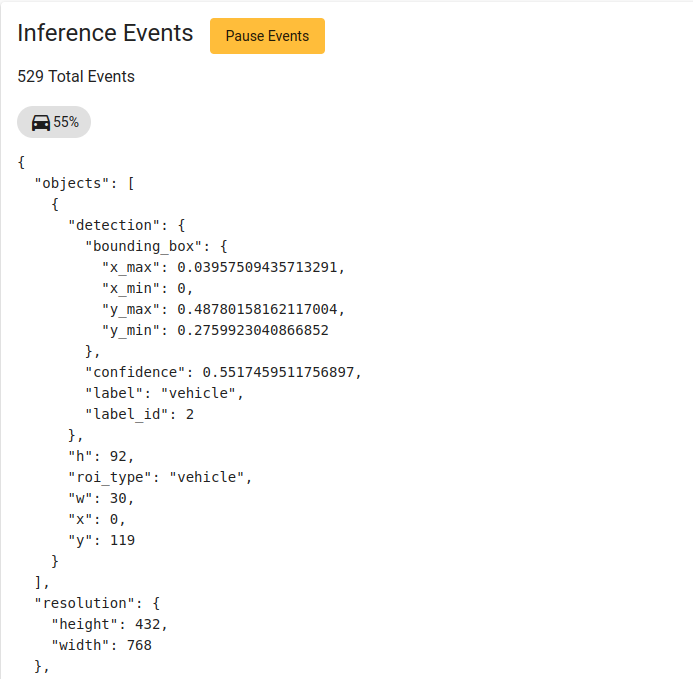 Inference Events
Pause Events
529 Total Events
55%
{
  "objects": [
    {
      "detection": {
        "bounding_box": {
          "x_max": 0.03957509435713291,
          "x_min": 0,
          "y_max": 0.48780158162117004,
          "y_min": 0.2759923040866852
        },
        "confidence": 0.5517459511756897,
        "label": "vehicle",
        "label_id": 2
      },
      "h": 92,
      "roi_type": "vehicle",
      "w": 30,
      "x": 0,
      "y": 119
    }
  ],
  "resolution": {
    "height": 432,
    "width": 768
  },